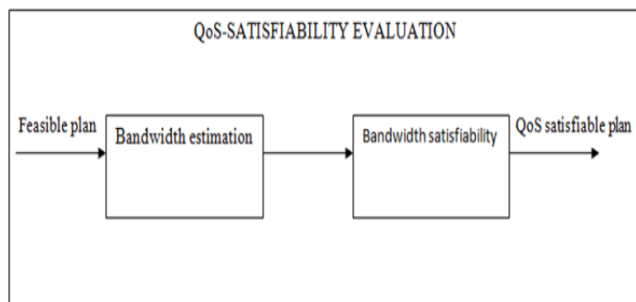 QoS-SATISFIABILITY EVALUATION
Feasible plan
Bandwidth estimation
Bandwidth satisfiability
QoS satisfiable plan